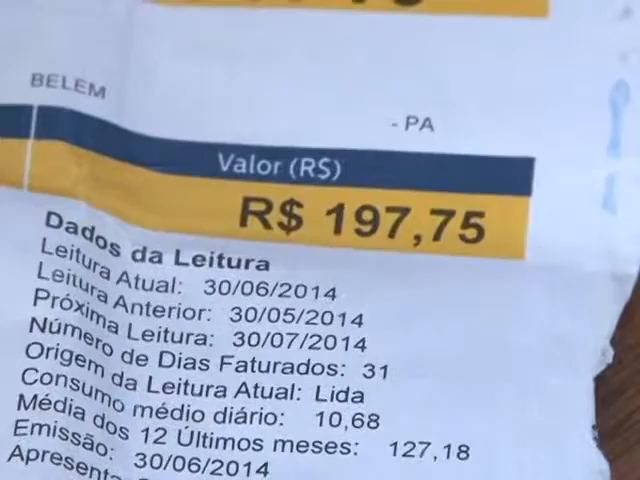 BELEM
- PA
Valor (R$)
R$ 197,75
Dados da Leitura
Leitura Atual: 30/06/2014
Leitura Anterior: 30/05/2014
Próxima Leitura: 30/07/2014
Número de Dias Faturados: 31
Origem da Leitura Atual: Lida
Consumo médio diário: 10,68
Média dos 12 Últimos meses: 127,18
Emissão: 30/06/2014